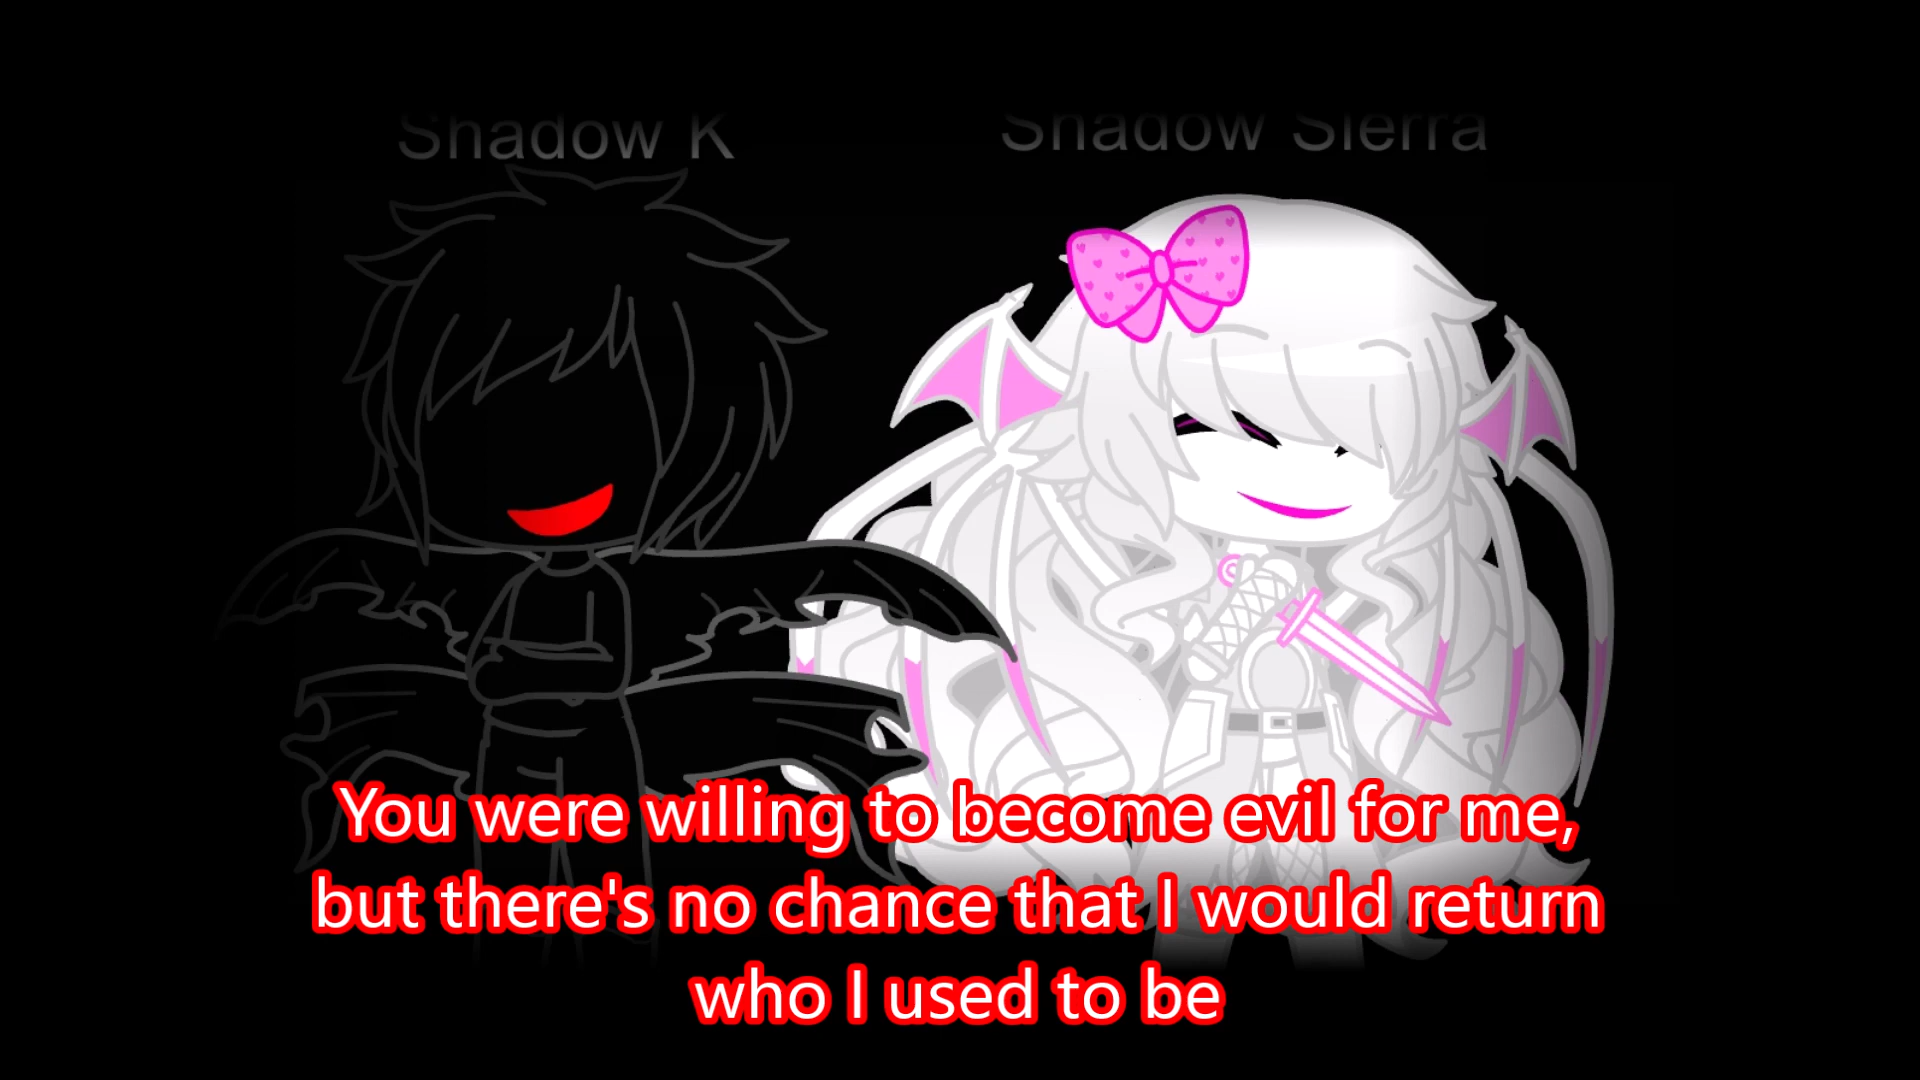 Shadow K Shadow Sierra
You were willing to become evil for me,
but there's no chance that I would return
who I used to be